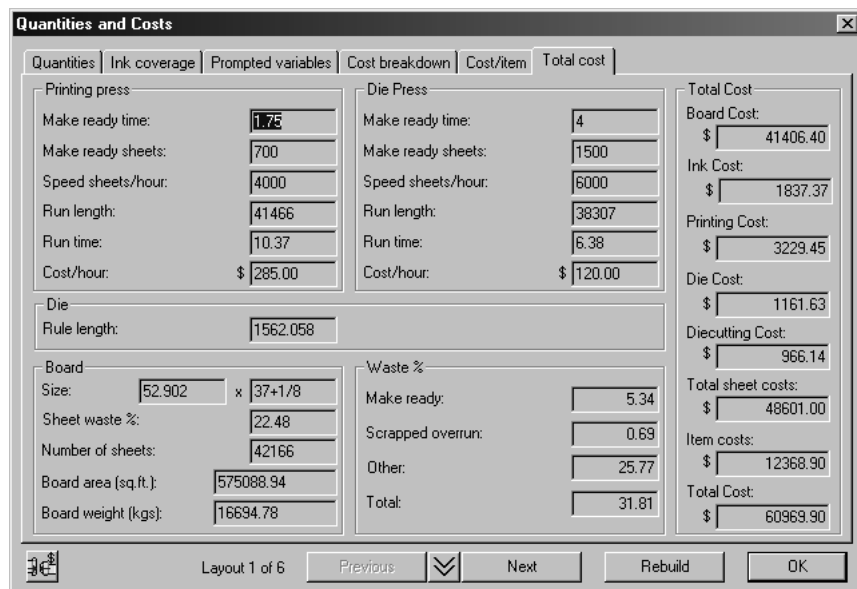 Quantities and Costs
Quantities Ink coverage Prompted variables Cost breakdown Cost/item Total cost
Printing press
Make ready time: 1.75
Make ready sheets: 700
Speed sheets/hour: 4000
Run length: 41466
Run time: 10.37
Cost/hour: $ 285.00
Die Press
Make ready time: 4
Make ready sheets: 1500
Speed sheets/hour: 6000
Run length: 38307
Run time: 6.38
Cost/hour: $ 120.00
Die
Rule length: 1562.058
Board
Size: 52.902 x 37+1/8
Sheet waste %: 22.48
Number of sheets: 42166
Board area (sq.ft.): 575088.94
Board weight (kgs): 16694.78
Waste %
Make ready: 5.34
Scrapped overrun: 0.69
Other: 25.77
Total: 31.81
Total Cost
Board Cost:
$ 41406.40
Ink Cost:
$ 1837.37
Printing Cost:
$ 3229.45
Die Cost:
$ 1161.63
Diecutting Cost:
$ 966.14
Total sheet costs:
$ 48601.00
Item costs:
$ 12368.90
Total Cost:
$ 60969.90
Layout 1 of 6 Previous Next Rebuild OK